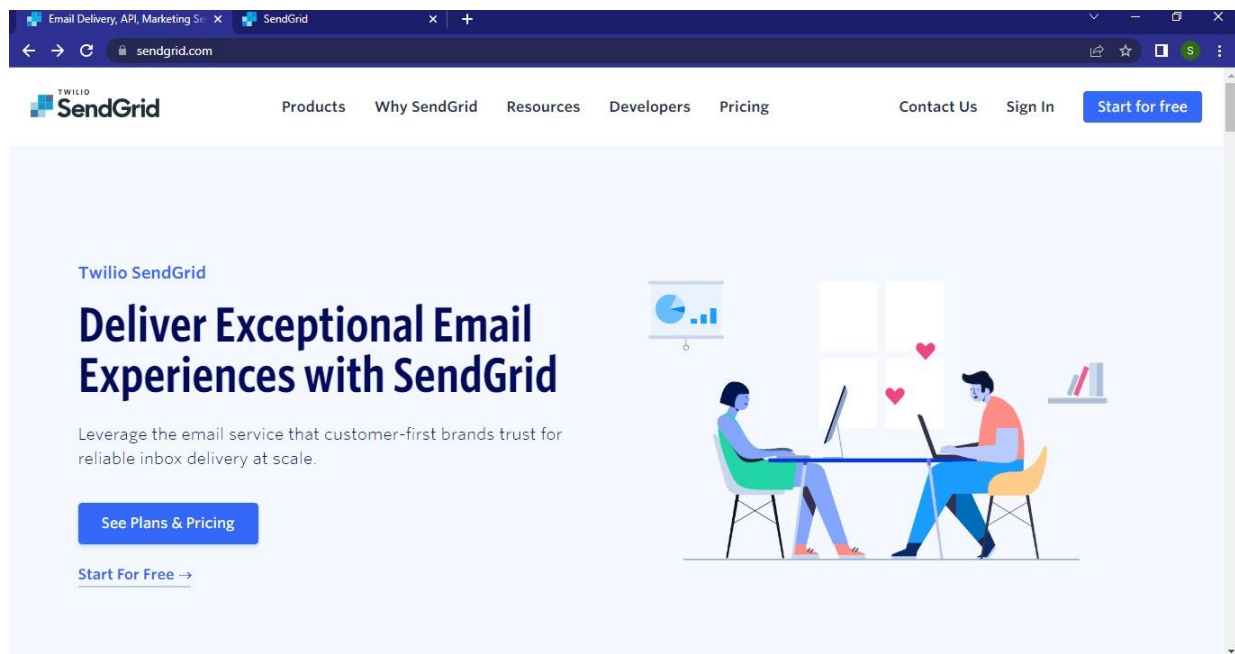 Email Delivery, API, Marketing Se
SendGrid
sendgrid.com
S
TWILIO
SendGrid
Products
Why SendGrid
Resources
Developers
Pricing
Contact Us
Sign In
Start for free
Twilio SendGrid
Deliver Exceptional Email
Experiences with SendGrid
Leverage the email service that customer-first brands trust for
reliable inbox delivery at scale.
See Plans & Pricing
Start For Free →